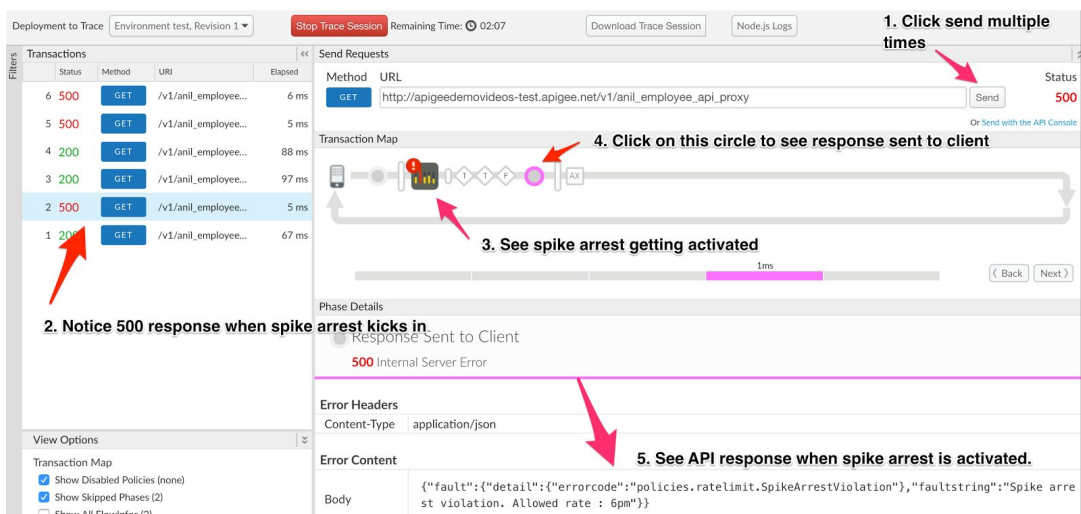 Deployment to Trace Environment test, Revision 1 Stop Trace Session Remaining Time: 02:07 Download Trace Session Node.js Logs
1. Click send multiple
times
Filters
Transactions
Status Method URI Elapsed
6 500 GET /v1/anil_employee... 6 ms
5 500 GET /v1/anil_employee... 5 ms
4 200 GET /v1/anil_employee... 88 ms
3 200 GET /v1/anil_employee... 97 ms
2 500 GET /v1/anil_employee... 5 ms
1 200 GET /v1/anil_employee... 67 ms
2. Notice 500 response when spike arrest kicks in
View Options
Transaction Map
Show Disabled Policies (none)
Show Skipped Phases (2)
Send Requests
Method URL Status
GET http://apigeedemovideos-test.apigee.net/v1/anil_employee_api_proxy Send 500
Or Send with the API Console
Transaction Map
4. Click on this circle to see response sent to client
T T F AX
3. See spike arrest getting activated
1ms
Back Next
Phase Details
Response Sent to Client
500 Internal Server Error
Error Headers
Content-Type application/json
Error Content
5. See API response when spike arrest is activated.
Body
{"fault":{"detail":{"errorcode":"policies.ratelimit.SpikeArrestViolation"},"faultstring":"Spike arre
st violation. Allowed rate : 6pm"}}